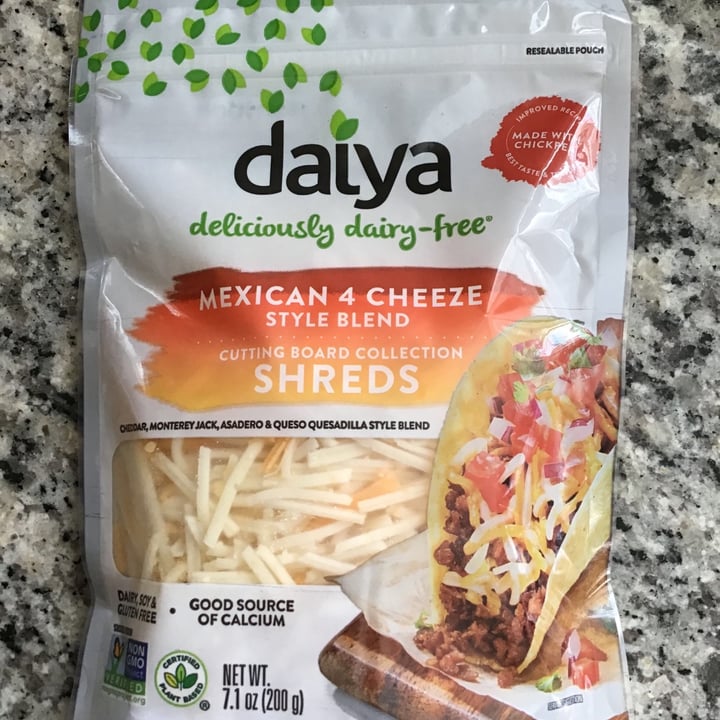 RESEALABLE POUCH
IMPROVED
MADE WITH
BEST TASTE &
daiya
deliciously dairy-free®
MEXICAN 4 CHEEZE
STYLE BLEND
CUTTING BOARD COLLECTION
SHREDS
CHEDDAR, MONTEREY JACK, ASADERO & QUESO QUESADILLA STYLE BLEND
DAIRY, SOY &
GLUTEN FREE
• GOOD SOURCE
OF CALCIUM
NON
GMO
VERIFIED
CERTIFIED
PLANT BASED
®
NET WT.
7.1 oz (200 g)